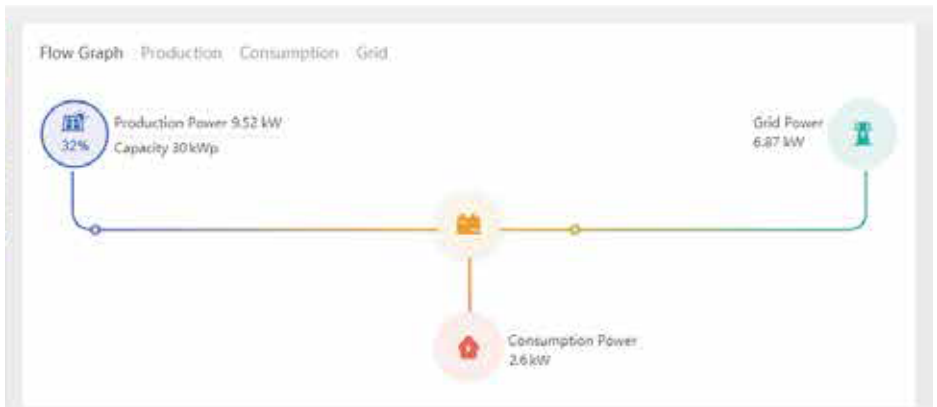 Flow Graph Production Consumption Grid
Production Power 9.52 kW
Capacity 30 kWp
32%
Grid Power
6.87 kW
Consumption Power
2.6 kW